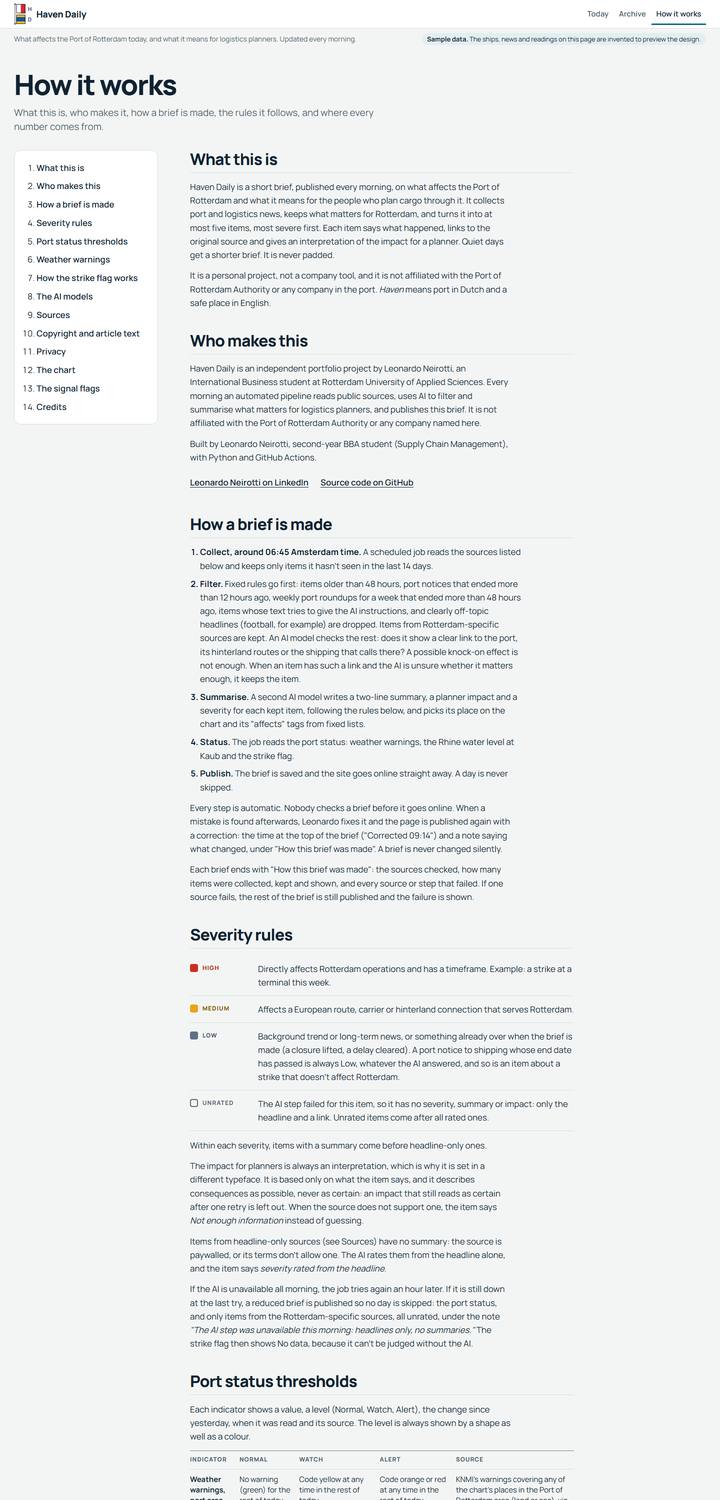 H
D
Haven Daily
Today
Archive
How it works
What affects the Port of Rotterdam today, and what it means for logistics planners. Updated every morning.
Sample data. The ships, news and readings on this page are invented to preview the design.
How it works
What this is, who makes it, how a brief is made, the rules it follows, and where every
number comes from.
1. What this is
2. Who makes this
3. How a brief is made
4. Severity rules
5. Port status thresholds
6. Weather warnings
7. How the strike flag works
8. The AI models
9. Sources
10. Copyright and article text
11. Privacy
12. The chart
13. The signal flags
14. Credits
What this is
Haven Daily is a short brief, published every morning, on what affects the Port of
Rotterdam and what it means for the people who plan cargo through it. It collects
port and logistics news, keeps what matters for Rotterdam, and turns it into at
most five items, most severe first. Each item says what happened, links to the
original source and gives an interpretation of the impact for a planner. Quiet days
get a shorter brief. It is never padded.
It is a personal project, not a company tool, and it is not affiliated with the Port of
Rotterdam Authority or any company in the port. Haven means port in Dutch and a
safe place in English.
Who makes this
Haven Daily is an independent portfolio project by Leonardo Neirotti, an
International Business student at Rotterdam University of Applied Sciences. Every
morning an automated pipeline reads public sources, uses AI to filter and
summarise what matters for logistics planners, and publishes this brief. It is not
affiliated with the Port of Rotterdam Authority or any company named here.
Built by Leonardo Neirotti, second-year BBA student (Supply Chain Management),
with Python and GitHub Actions.
Leonardo Neirotti on LinkedIn
Source code on GitHub
How a brief is made
1. Collect, around 06:45 Amsterdam time. A scheduled job reads the sources listed
below and keeps only items it hasn't seen in the last 14 days.
2. Filter. Fixed rules go first: items older than 48 hours, port notices that ended more
than 12 hours ago, weekly port roundups for a week that ended more than 48 hours
ago, items whose text tries to give the AI instructions, and clearly off-topic
headlines (football, for example) are dropped. Items from Rotterdam-specific
sources are kept. An AI model checks the rest: does it show a clear link to the port,
its hinterland routes or the shipping that calls there? A possible knock-on effect is
not enough. When an item has such a link and the AI is unsure whether it matters
enough, it keeps the item.
3. Summarise. A second AI model writes a two-line summary, a planner impact and a
severity for each kept item, following the rules below, and picks its place on the
chart and its "affects" tags from fixed lists.
4. Status. The job reads the port status: weather warnings, the Rhine water level at
Kaub and the strike flag.
5. Publish. The brief is saved and the site goes online straight away. A day is never
skipped.
Every step is automatic. Nobody checks a brief before it goes online. When a
mistake is found afterwards, Leonardo fixes it and the page is published again with
a correction: the time at the top of the brief ("Corrected 09:14") and a note saying
what changed, under "How this brief was made". A brief is never changed silently.
Each brief ends with "How this brief was made": the sources checked, how many
items were collected, kept and shown, and every source or step that failed. If one
source fails, the rest of the brief is still published and the failure is shown.
Severity rules
HIGH
Directly affects Rotterdam operations and has a timeframe. Example: a strike at a
terminal this week.
MEDIUM
Affects a European route, carrier or hinterland connection that serves Rotterdam.
LOW
Background trend or long-term news, or something already over when the brief is
made (a closure lifted, a delay cleared). A port notice to shipping whose end date
has passed is always Low, whatever the AI answered, and so is an item about a
strike that doesn't affect Rotterdam.
UNRATED
The AI step failed for this item, so it has no severity, summary or impact: only the
headline and a link. Unrated items come after all rated ones.
Within each severity, items with a summary come before headline-only ones.
The impact for planners is always an interpretation, which is why it is set in a
different typeface. It is based only on what the item says, and it describes
consequences as possible, never as certain: an impact that still reads as certain
after one retry is left out. When the source does not support one, the item says
Not enough information instead of guessing.
Items from headline-only sources (see Sources) have no summary: the source is
paywalled, or its terms don't allow one. The AI rates them from the headline alone,
and the item says severity rated from the headline.
If the AI is unavailable all morning, the job tries again an hour later. If it is still down
at the last try, a reduced brief is published so no day is skipped: the port status,
and only items from the Rotterdam-specific sources, all unrated, under the note
"The AI step was unavailable this morning: headlines only, no summaries." The
strike flag then shows No data, because it can't be judged without the AI.
Port status thresholds
Each indicator shows a value, a level (Normal, Watch, Alert), the change since
yesterday, when it was read and its source. The level is always shown by a shape as
well as a colour.
INDICATOR
NORMAL
WATCH
ALERT
SOURCE
Weather
warnings,
No warning
(green) for the
Code yellow at any
time in the rest of
Code orange or red
at any time in the
KNMI's warnings covering any of
the chart's places in the Port of